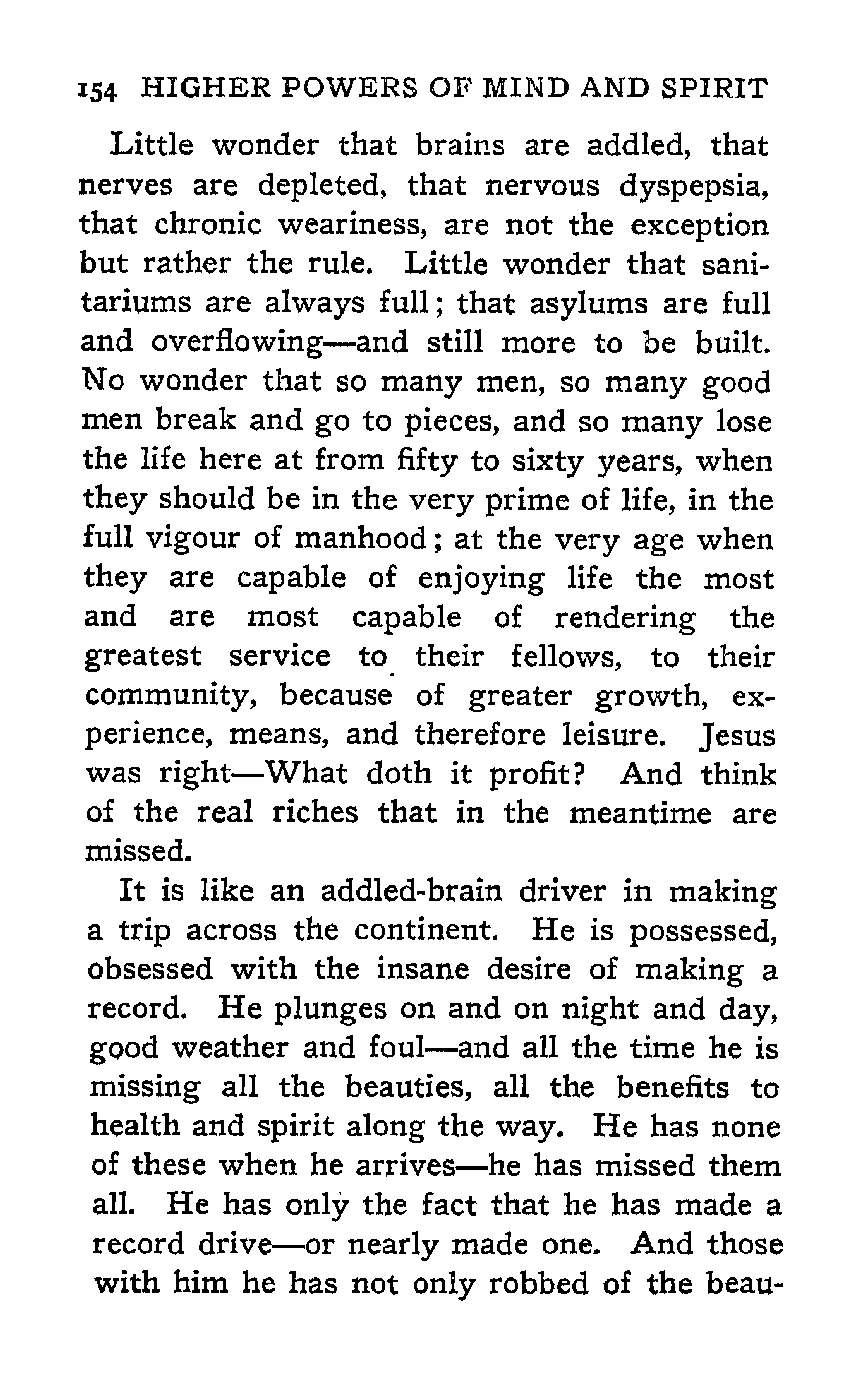 154 HIGHER POWERS OF MIND AND SPIRIT
Little wonder that brains are addled, that
nerves are depleted, that nervous dyspepsia,
that chronic weariness, are not the exception
but rather the rule. Little wonder that sani-
tariums are always full; that asylums are full
and overflowing—and still more to be built.
No wonder that so many men, so many good
men break and go to pieces, and so many lose
the life here at from fifty to sixty years, when
they should be in the very prime of life, in the
full vigour of manhood; at the very age when
they are capable of enjoying life the most
and are most capable of rendering the
greatest service to their fellows, to their
community, because of greater growth, ex-
perience, means, and therefore leisure. Jesus
was right—What doth it profit? And think
of the real riches that in the meantime are
missed.
It is like an addled-brain driver in making
a trip across the continent. He is possessed,
obsessed with the insane desire of making a
record. He plunges on and on night and day,
good weather and foul—and all the time he is
missing all the beauties, all the benefits to
health and spirit along the way. He has none
of these when he arrives—he has missed them
all. He has only the fact that he has made a
record drive—or nearly made one. And those
with him he has not only robbed of the beau-